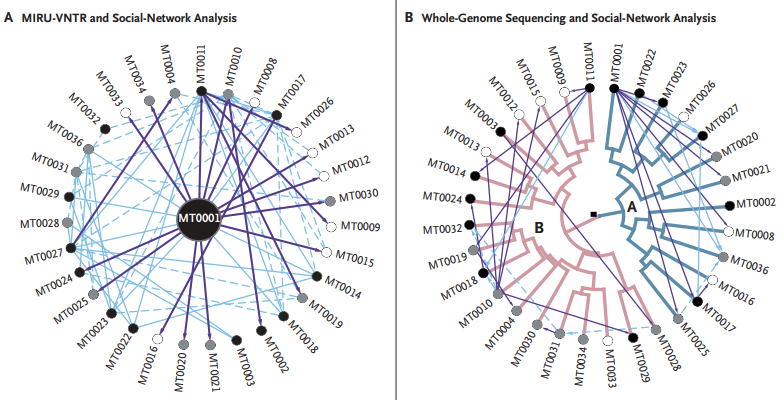 A MIRU-VNTR and Social-Network Analysis
MT0011
MT0010
MT0008
MT0017
MT0026
MT0013
MT0012
MT0030
MT0009
MT0015
MT0014
MT0019
MT0018
MT0002
MT0003
MT0021
MT0020
MT0016
MT0022
MT0023
MT0025
MT0024
MT0027
MT0028
MT0029
MT0031
MT0036
MT0032
MT0033
MT0034
MT0004
MT0001
B Whole-Genome Sequencing and Social-Network Analysis
MT0001
MT0022
MT0023
MT0026
MT0027
MT0020
MT0021
MT0002
MT0008
MT0036
MT0016
MT0017
MT0025
MT0028
MT0029
MT0033
MT0034
MT0031
MT0030
MT0004
MT0010
MT0018
MT0019
MT0032
MT0024
MT0014
MT0013
MT0003
MT0012
MT0015
MT0009
MT0011
A
B